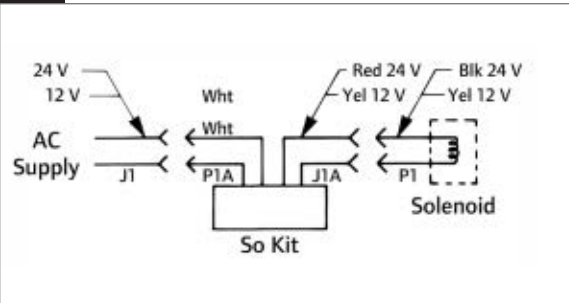 24 V
12 V
Wht
Red 24 V
Yel 12 V
Blk 24 V
Yel 12 V
Wht
AC
Supply
J1
P1A
J1A
P1
Solenoid
So Kit